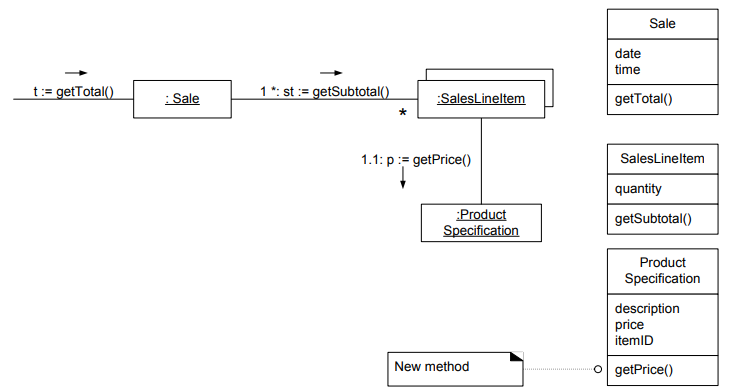 t := getTotal()
: Sale
1 *: st := getSubtotal()
*
:SalesLineItem
1.1: p := getPrice()
:Product
Specification
Sale
date
time
getTotal()
SalesLineItem
quantity
getSubtotal()
Product
Specification
description
price
itemID
getPrice()
New method